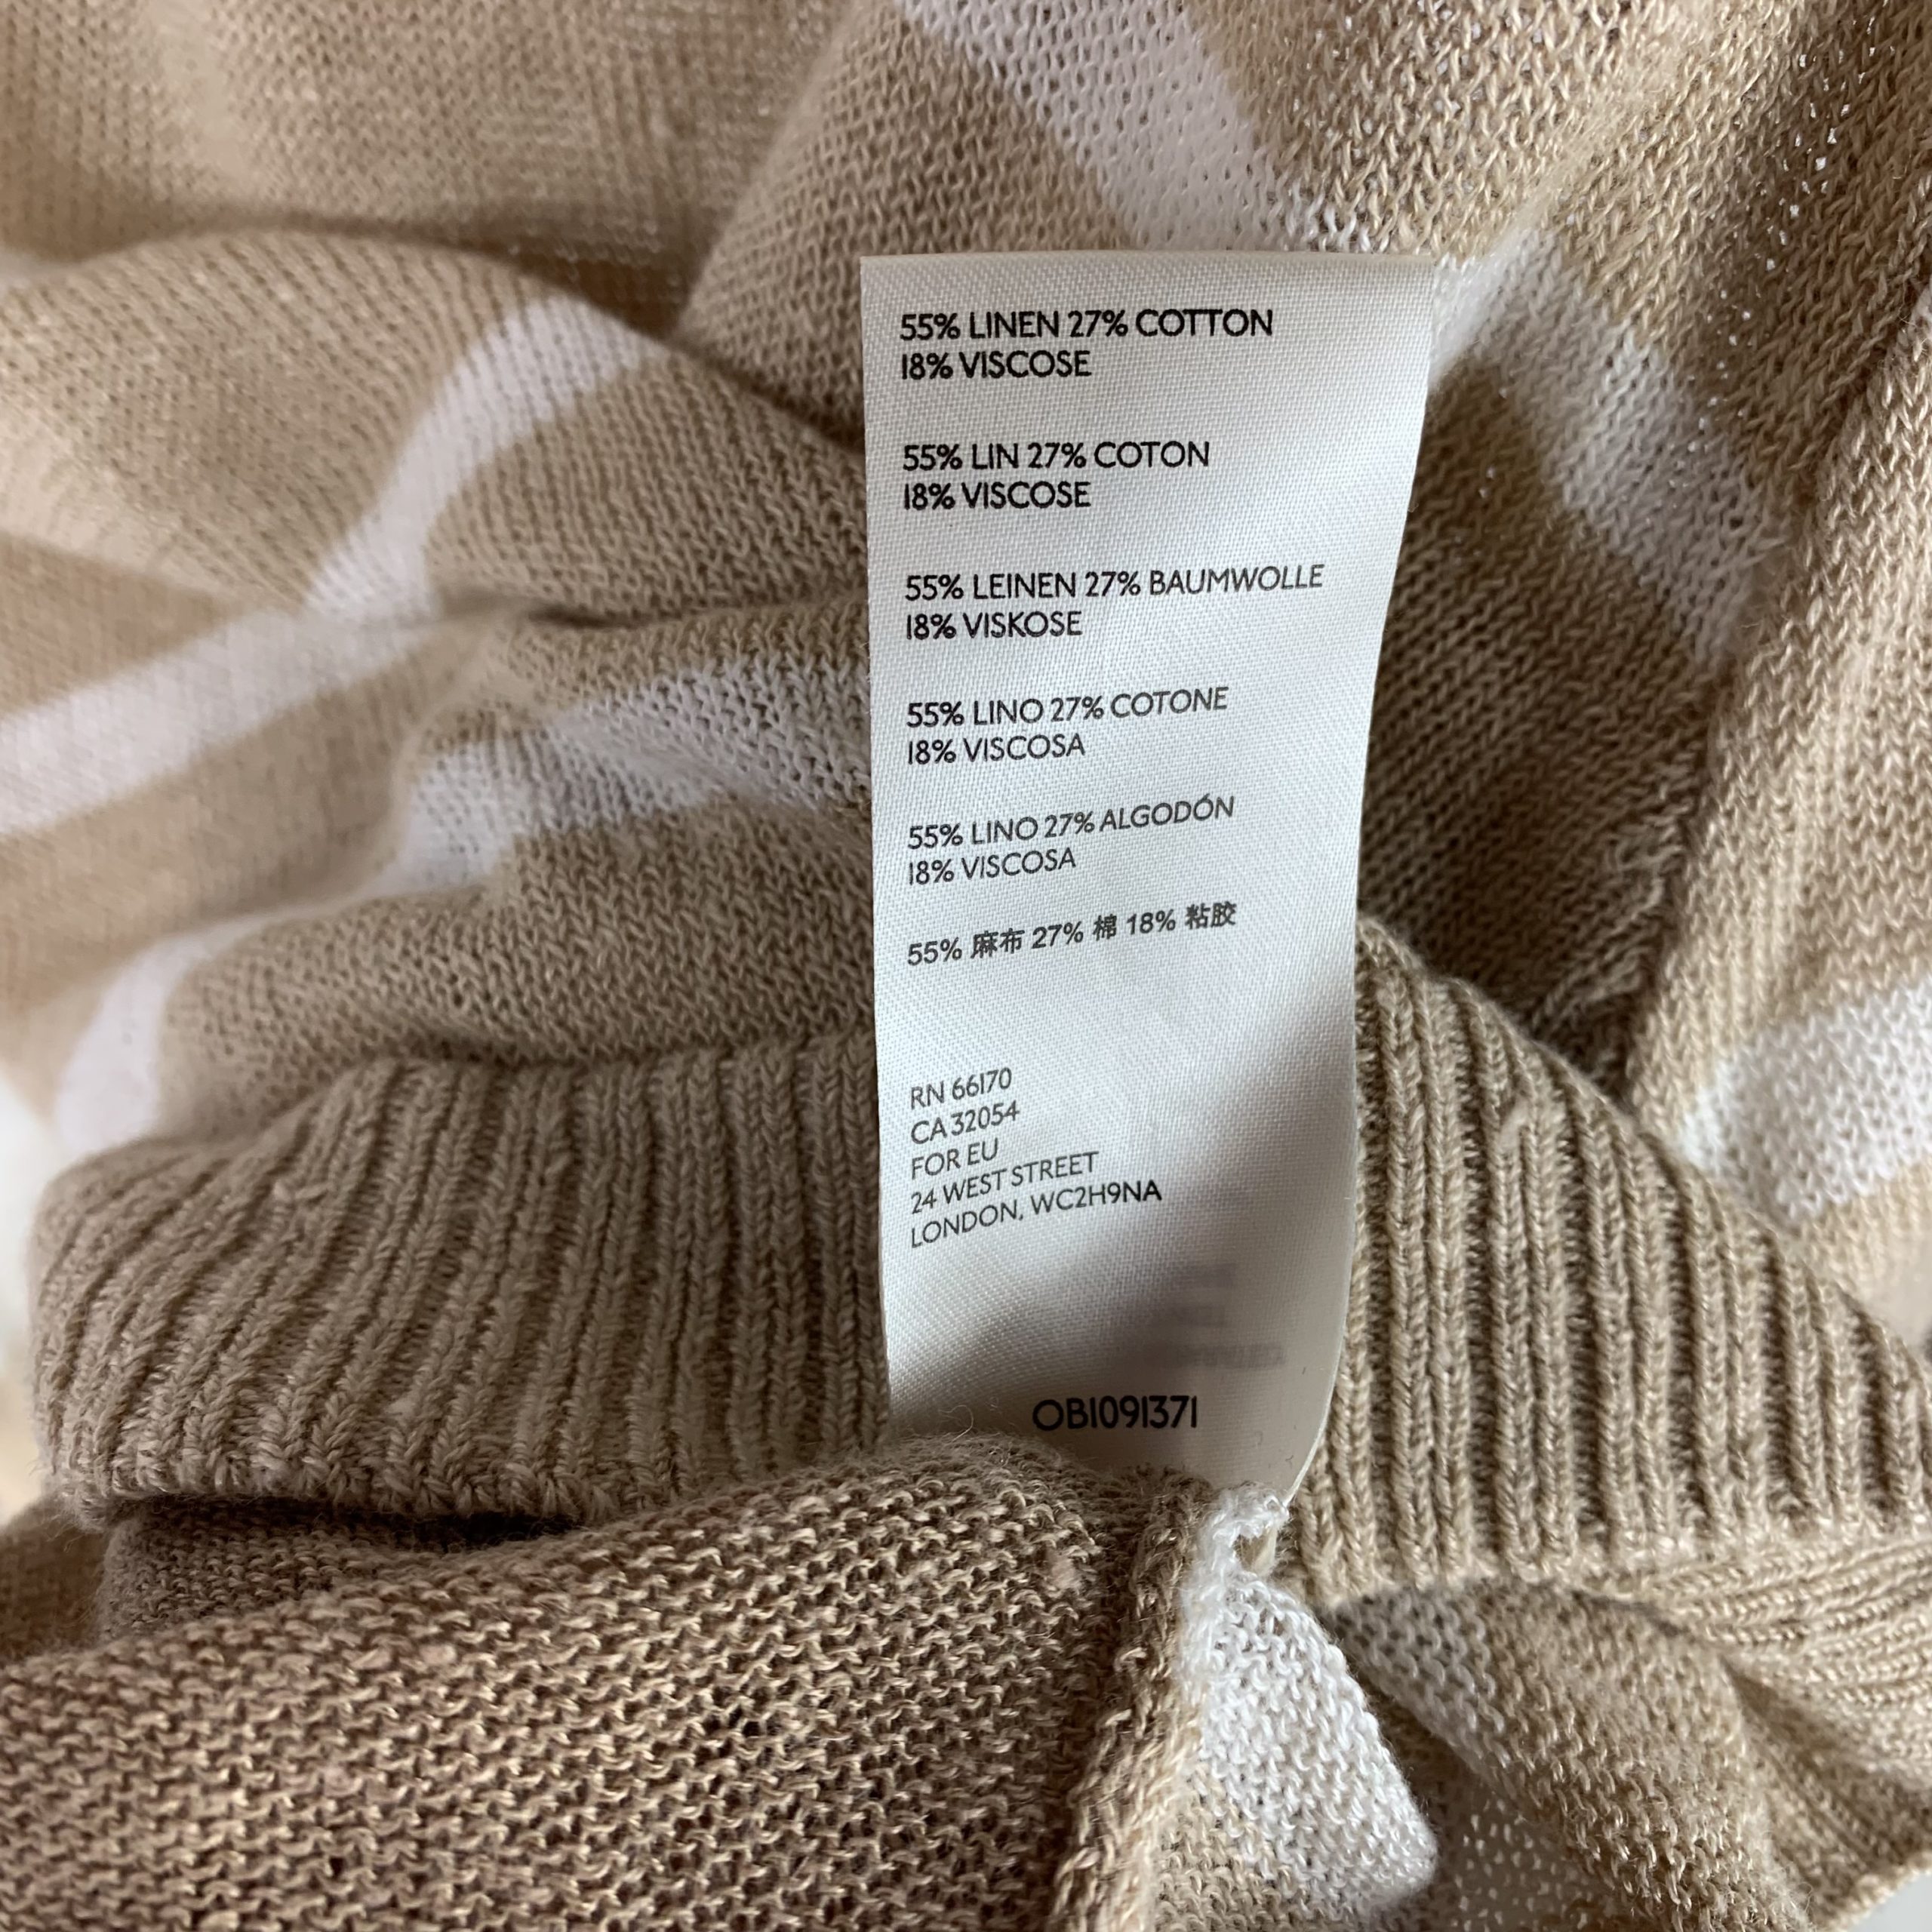 55% LINEN 27% COTTON
18% VISCOSE
55% LIN 27% COTON
18% VISCOSE
55% LEINEN 27% BAUMWOLLE
18% VISKOSE
55% LINO 27% COTONE
18% VISCOSA
55% LINO 27% ALGODÓN
18% VISCOSA
55% 麻布 27% 棉 18% 粘胶
RN 66170
CA 32054
FOR EU
24 WEST STREET
LONDON, WC2H9NA
OB1091371